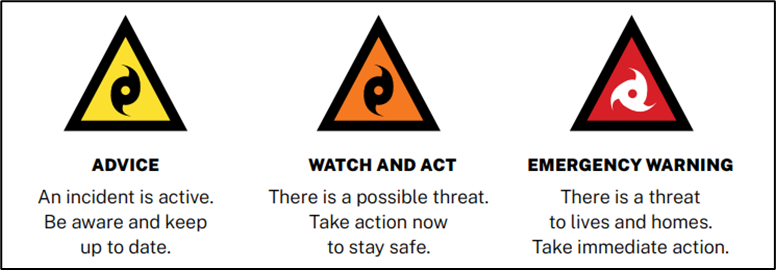 ADVICE
An incident is active.
Be aware and keep
up to date.
WATCH AND ACT
There is a possible threat.
Take action now
to stay safe.
EMERGENCY WARNING
There is a threat
to lives and homes.
Take immediate action.